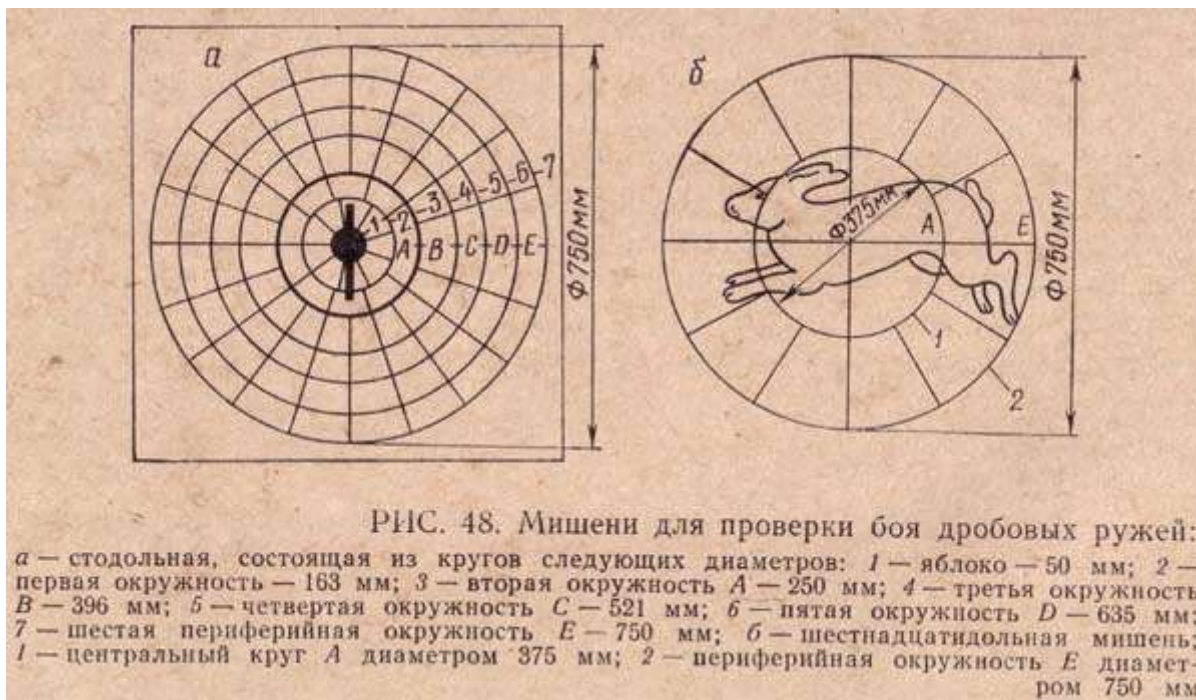 а
1
2
3
4
5
6
7
A
B
C
D
E
Ф 750мм
б
Ф375мм
A
E
1
2
Ф 750мм
РИС. 48. Мишени для проверки боя дробовых ружей:
а — стодольная, состоящая из кругов следующих диаметров: 1 — яблоко — 50 мм; 2 —
первая окружность — 163 мм; 3 — вторая окружность A — 250 мм; 4 — третья окружность
B — 396 мм; 5 — четвертая окружность C — 521 мм; 6 — пятая окружность D — 635 мм;
7 — шестая периферийная окружность E — 750 мм; б — шестнадцатидольная мишень;
1 — центральный круг A диаметром 375 мм; 2 — периферийная окружность E диамет-
ром 750 мм